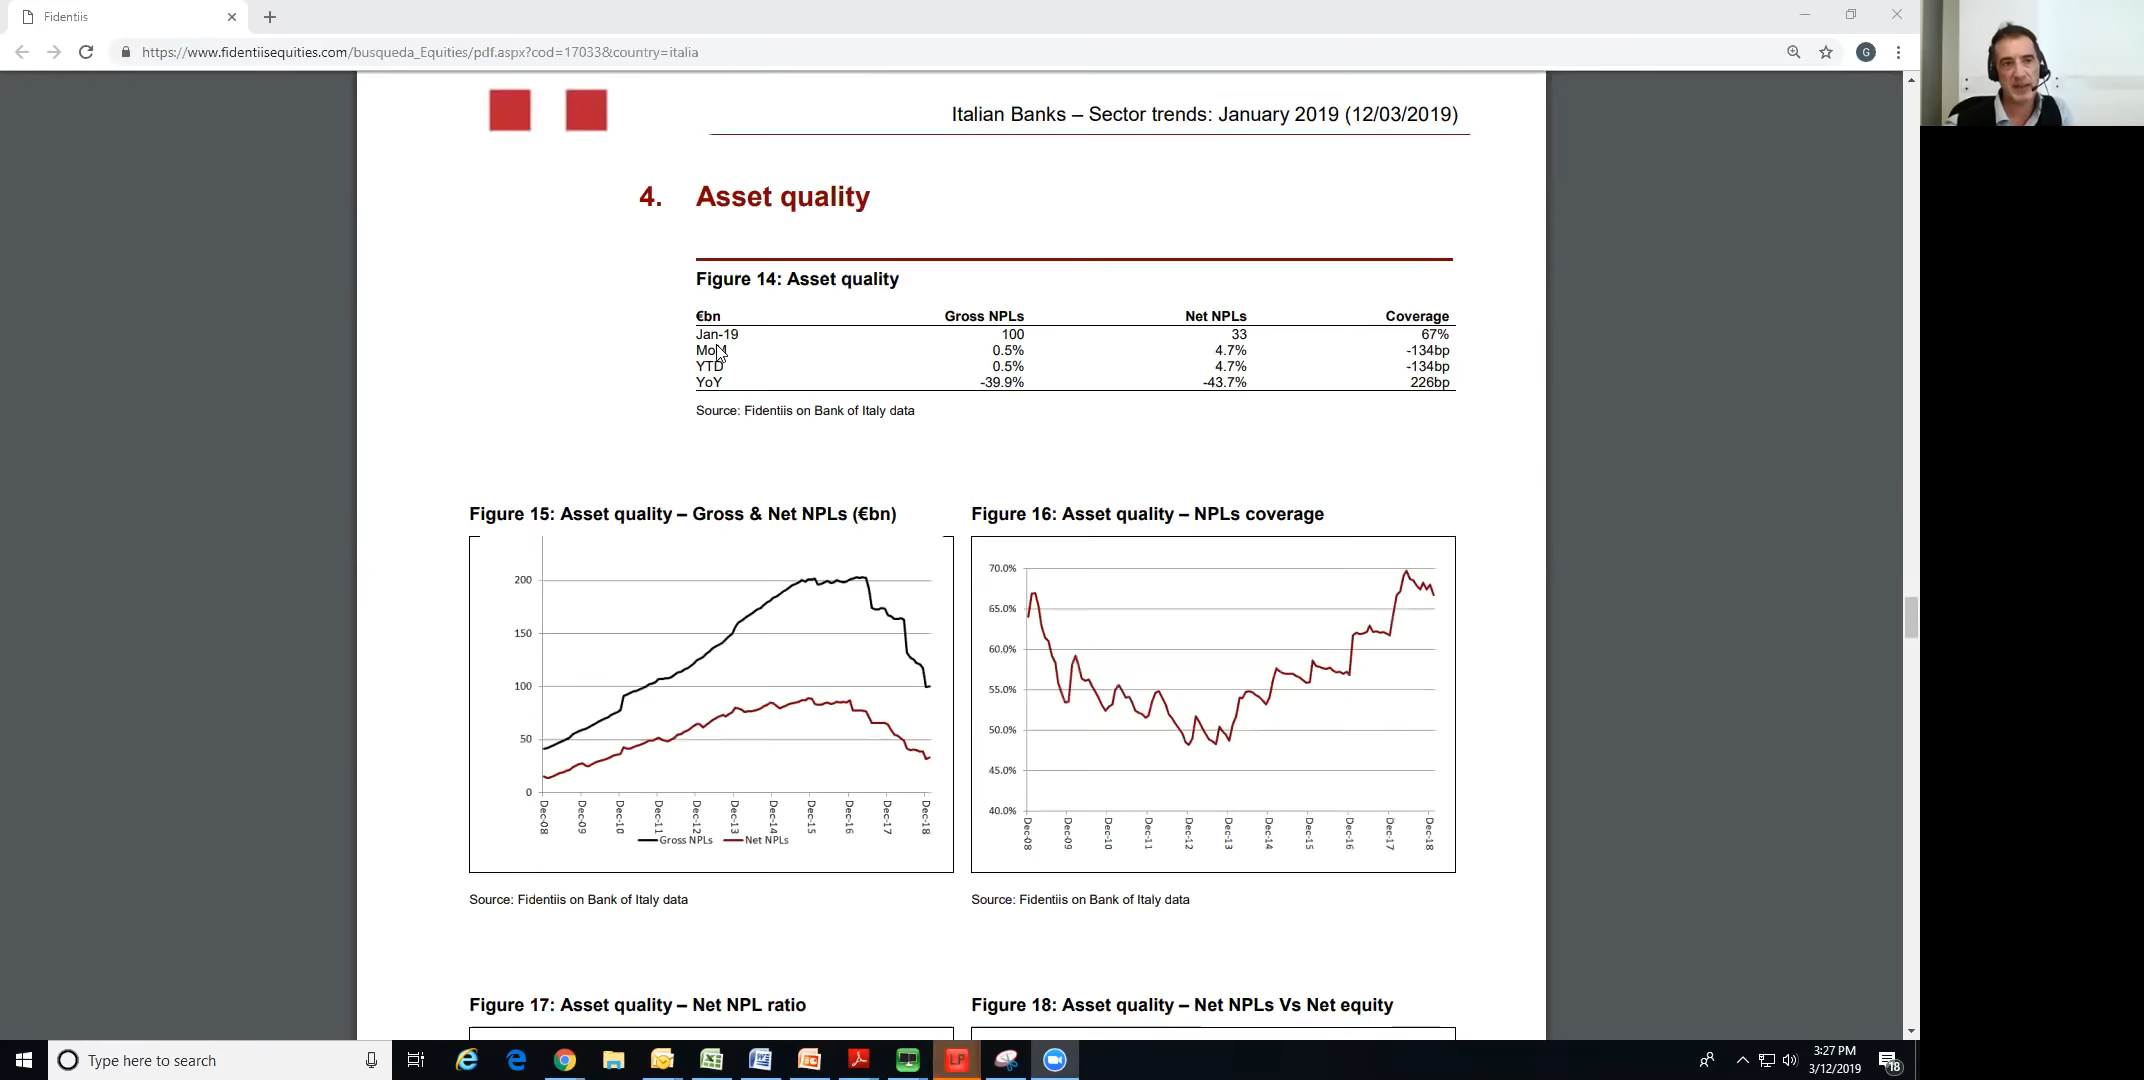 Fidentiis
https://www.fidentiisequities.com/busqueda_Equities/pdf.aspx?cod=17033&country=italia
G
Italian Banks – Sector trends: January 2019 (12/03/2019)
4. Asset quality
Figure 14: Asset quality
€bn Gross NPLs Net NPLs Coverage
Jan-19 100 33 67%
MoM 0.5% 4.7% -134bp
YTD 0.5% 4.7% -134bp
YoY -39.9% -43.7% 226bp
Source: Fidentiis on Bank of Italy data
Figure 15: Asset quality – Gross & Net NPLs (€bn)
200
150
100
50
0
Dec-08 Dec-09 Dec-10 Dec-11 Dec-12 Dec-13 Dec-14 Dec-15 Dec-16 Dec-17 Dec-18
Gross NPLs Net NPLs
Source: Fidentiis on Bank of Italy data
Figure 16: Asset quality – NPLs coverage
70.0%
65.0%
60.0%
55.0%
50.0%
45.0%
40.0%
Dec-08 Dec-09 Dec-10 Dec-11 Dec-12 Dec-13 Dec-14 Dec-15 Dec-16 Dec-17 Dec-18
Source: Fidentiis on Bank of Italy data
Figure 17: Asset quality – Net NPL ratio
Figure 18: Asset quality – Net NPLs Vs Net equity
Type here to search
LP
3:27 PM
3/12/2019
18